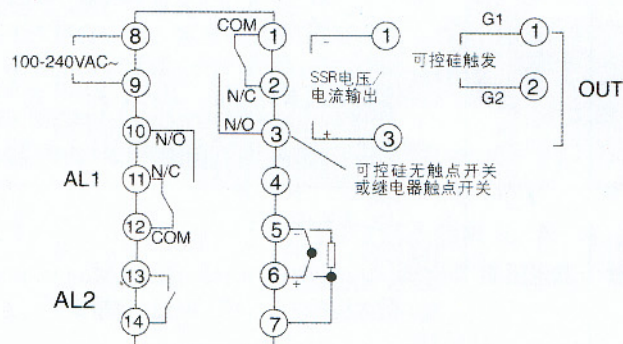 COM
G1
8
1
-
1
1
100-240VAC~
SSR电压/
电流输出
可控硅触发
OUT
9
N/C
2
G2
2
10
N/O
N/O
3
+
3
可控硅无触点开关
或继电器触点开关
AL1
11
N/C
4
12
COM
5
-
13
6
+
AL2
14
7